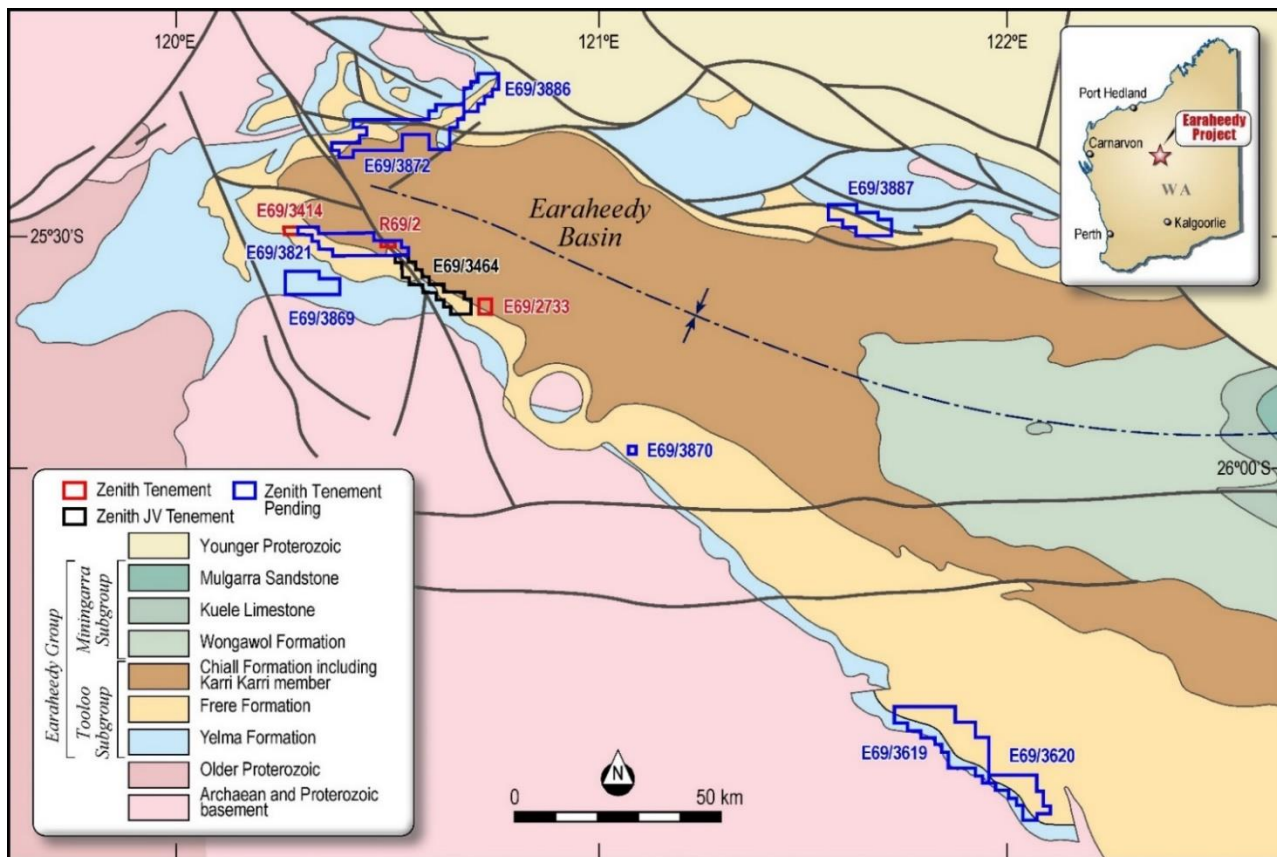 120°E
121°E
122°E
Port Hedland
Earaheedy
Project
Carnarvon
WA
Kalgoorlie
Perth
E69/3886
E69/3872
E69/3887
Earaheedy
Basin
E69/3414
R69/2
25º30'S
E69/3821
E69/3464
E69/2733
E69/3869
E69/3870
26º00'S
E69/3619
E69/3620
Zenith Tenement
Zenith Tenement
Pending
Zenith JV Tenement
Younger Proterozoic
Mulgarra Sandstone
Kuele Limestone
Wongawol Formation
Chiall Formation including
Karri Karri member
Frere Formation
Yelma Formation
Older Proterozoic
Archaean and Proterozoic
basement
Earaheedy Group
Miningarra
Subgroup
Tooloo
Subgroup
N
0
50 km